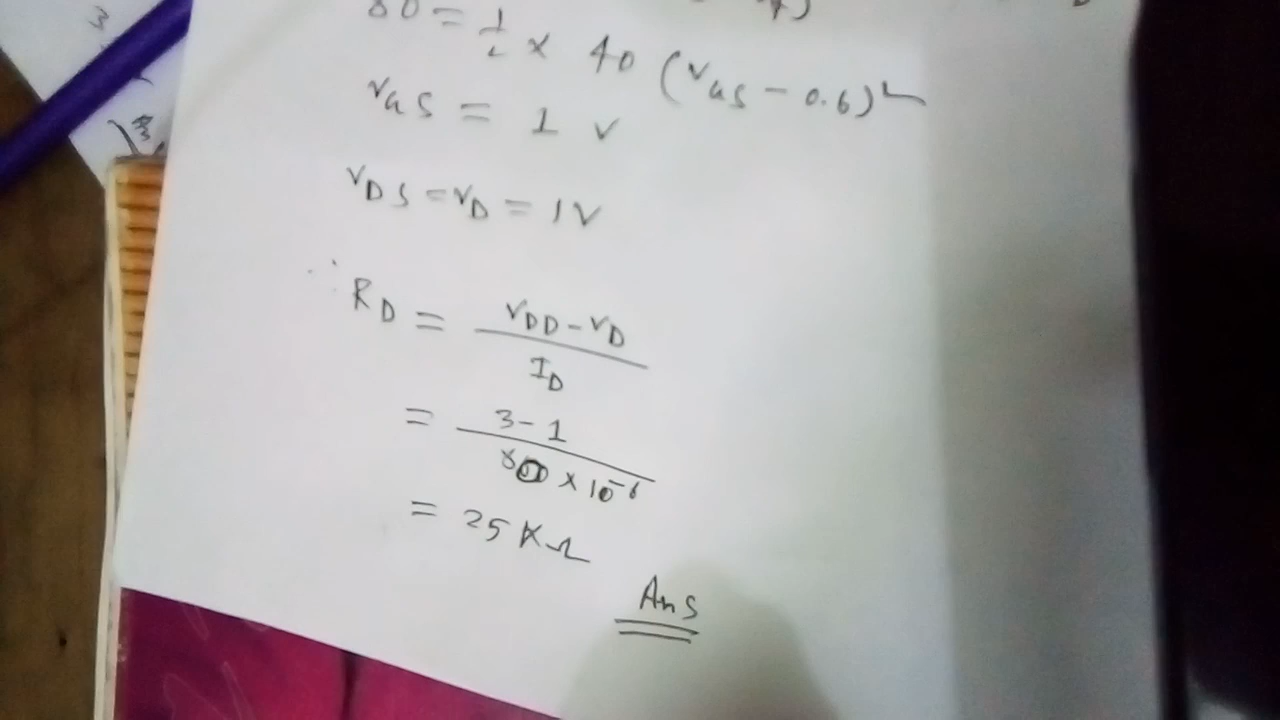 80 = 1/2 × 40 (VGS - 0.6)²
VGS = 1 V
VDS = VD = 1V
∴ RD = (VDD - VD) / ID
= (3 - 1) / (80 × 10⁻⁶)
= 25 KΩ
Ans